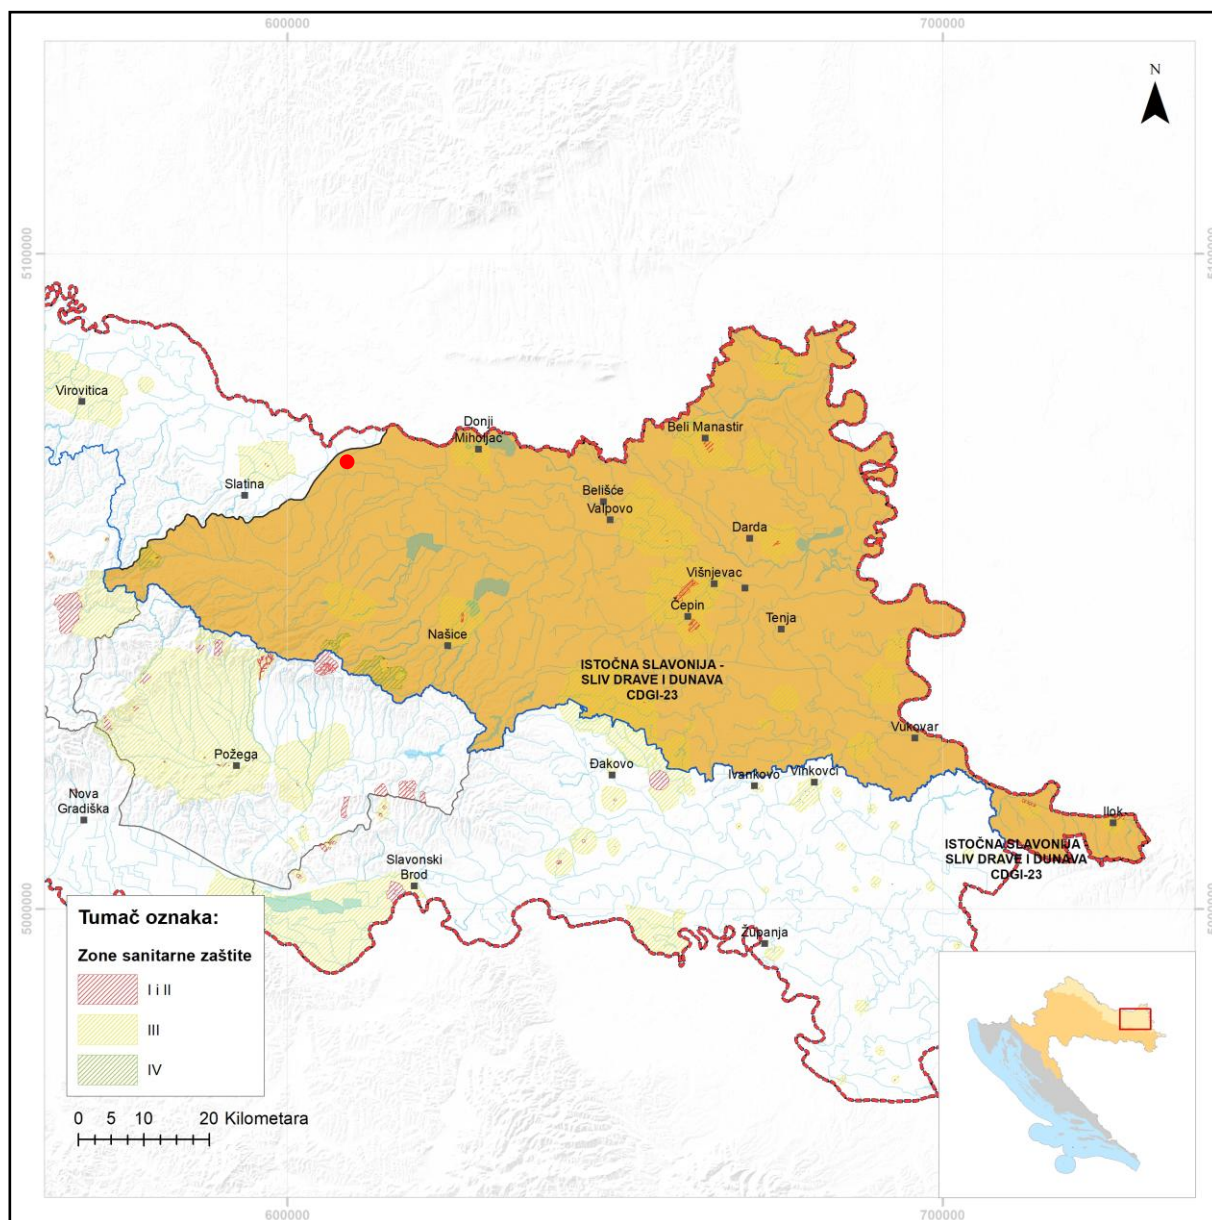 600000
700000
N
5100000
5100000
Virovitica
Donji
Miholjac
Beli Manastir
Slatina
Belišće
Valpovo
Darda
Višnjevac
Čepin
Tenja
Našice
ISTOČNA SLAVONIJA -
SLIV DRAVE I DUNAVA
CDGI-23
Vukovar
Požega
Đakovo
Ivankovo
Vinkovci
Nova
Gradiška
Ilok
ISTOČNA SLAVONIJA -
SLIV DRAVE I DUNAVA
CDGI-23
Slavonski
Brod
Županja
5000000
5000000
Tumač oznaka:
Zone sanitarne zaštite
I i II
III
IV
0 5 10 20 Kilometara
600000
700000